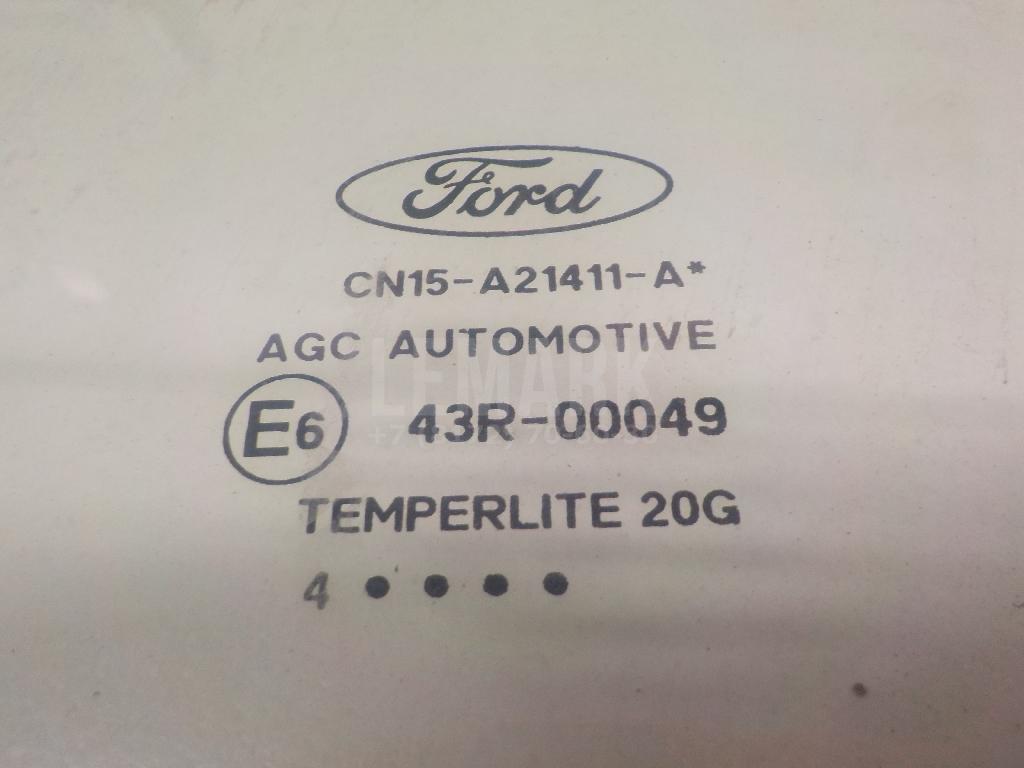 Ford
CN15-A21411-A*
AGC AUTOMOTIVE
LEMARK
E6 43R-00049
TEMPERLITE 20G
4 ● ● ● ●